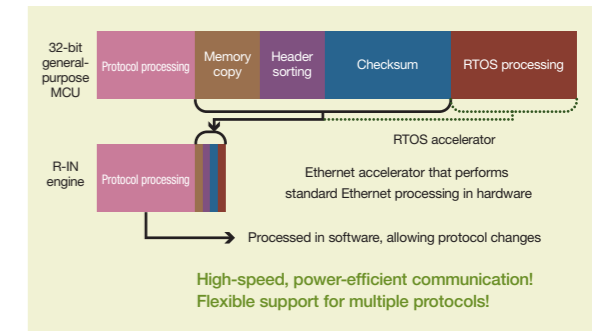 32-bit
general-
purpose
MCU
Protocol processing
Memory
copy
Header
sorting
Checksum
RTOS processing
RTOS accelerator
R-IN
engine
Protocol processing
Ethernet accelerator that performs
standard Ethernet processing in hardware
Processed in software, allowing protocol changes
High-speed, power-efficient communication!
Flexible support for multiple protocols!